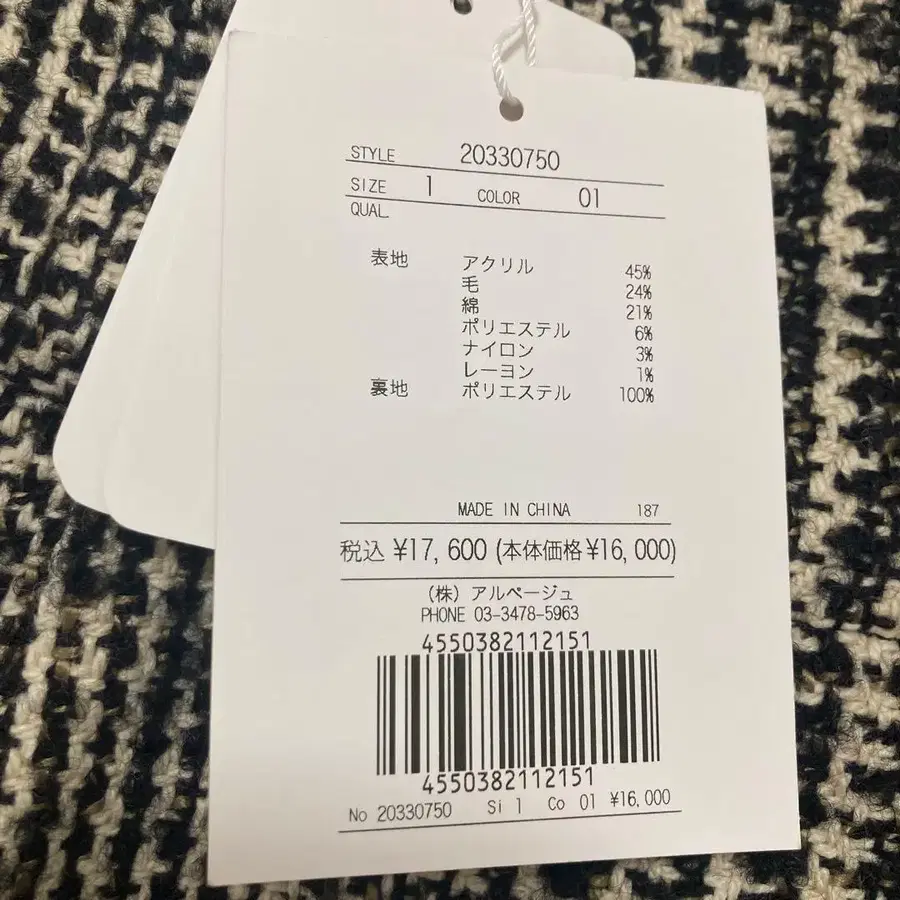 STYLE 20330750
SIZE 1 COLOR 01
QUAL
表地 アクリル 45%
毛 24%
綿 21%
ポリエステル 6%
ナイロン 3%
レーヨン 1%
裏地 ポリエステル 100%
MADE IN CHINA 187
税込 ¥17,600 (本体価格¥16,000)
(株) アルページュ
PHONE 03-3478-5963
4550382112151
4550382112151
No 20330750 Si 1 Co 01 ¥16,000